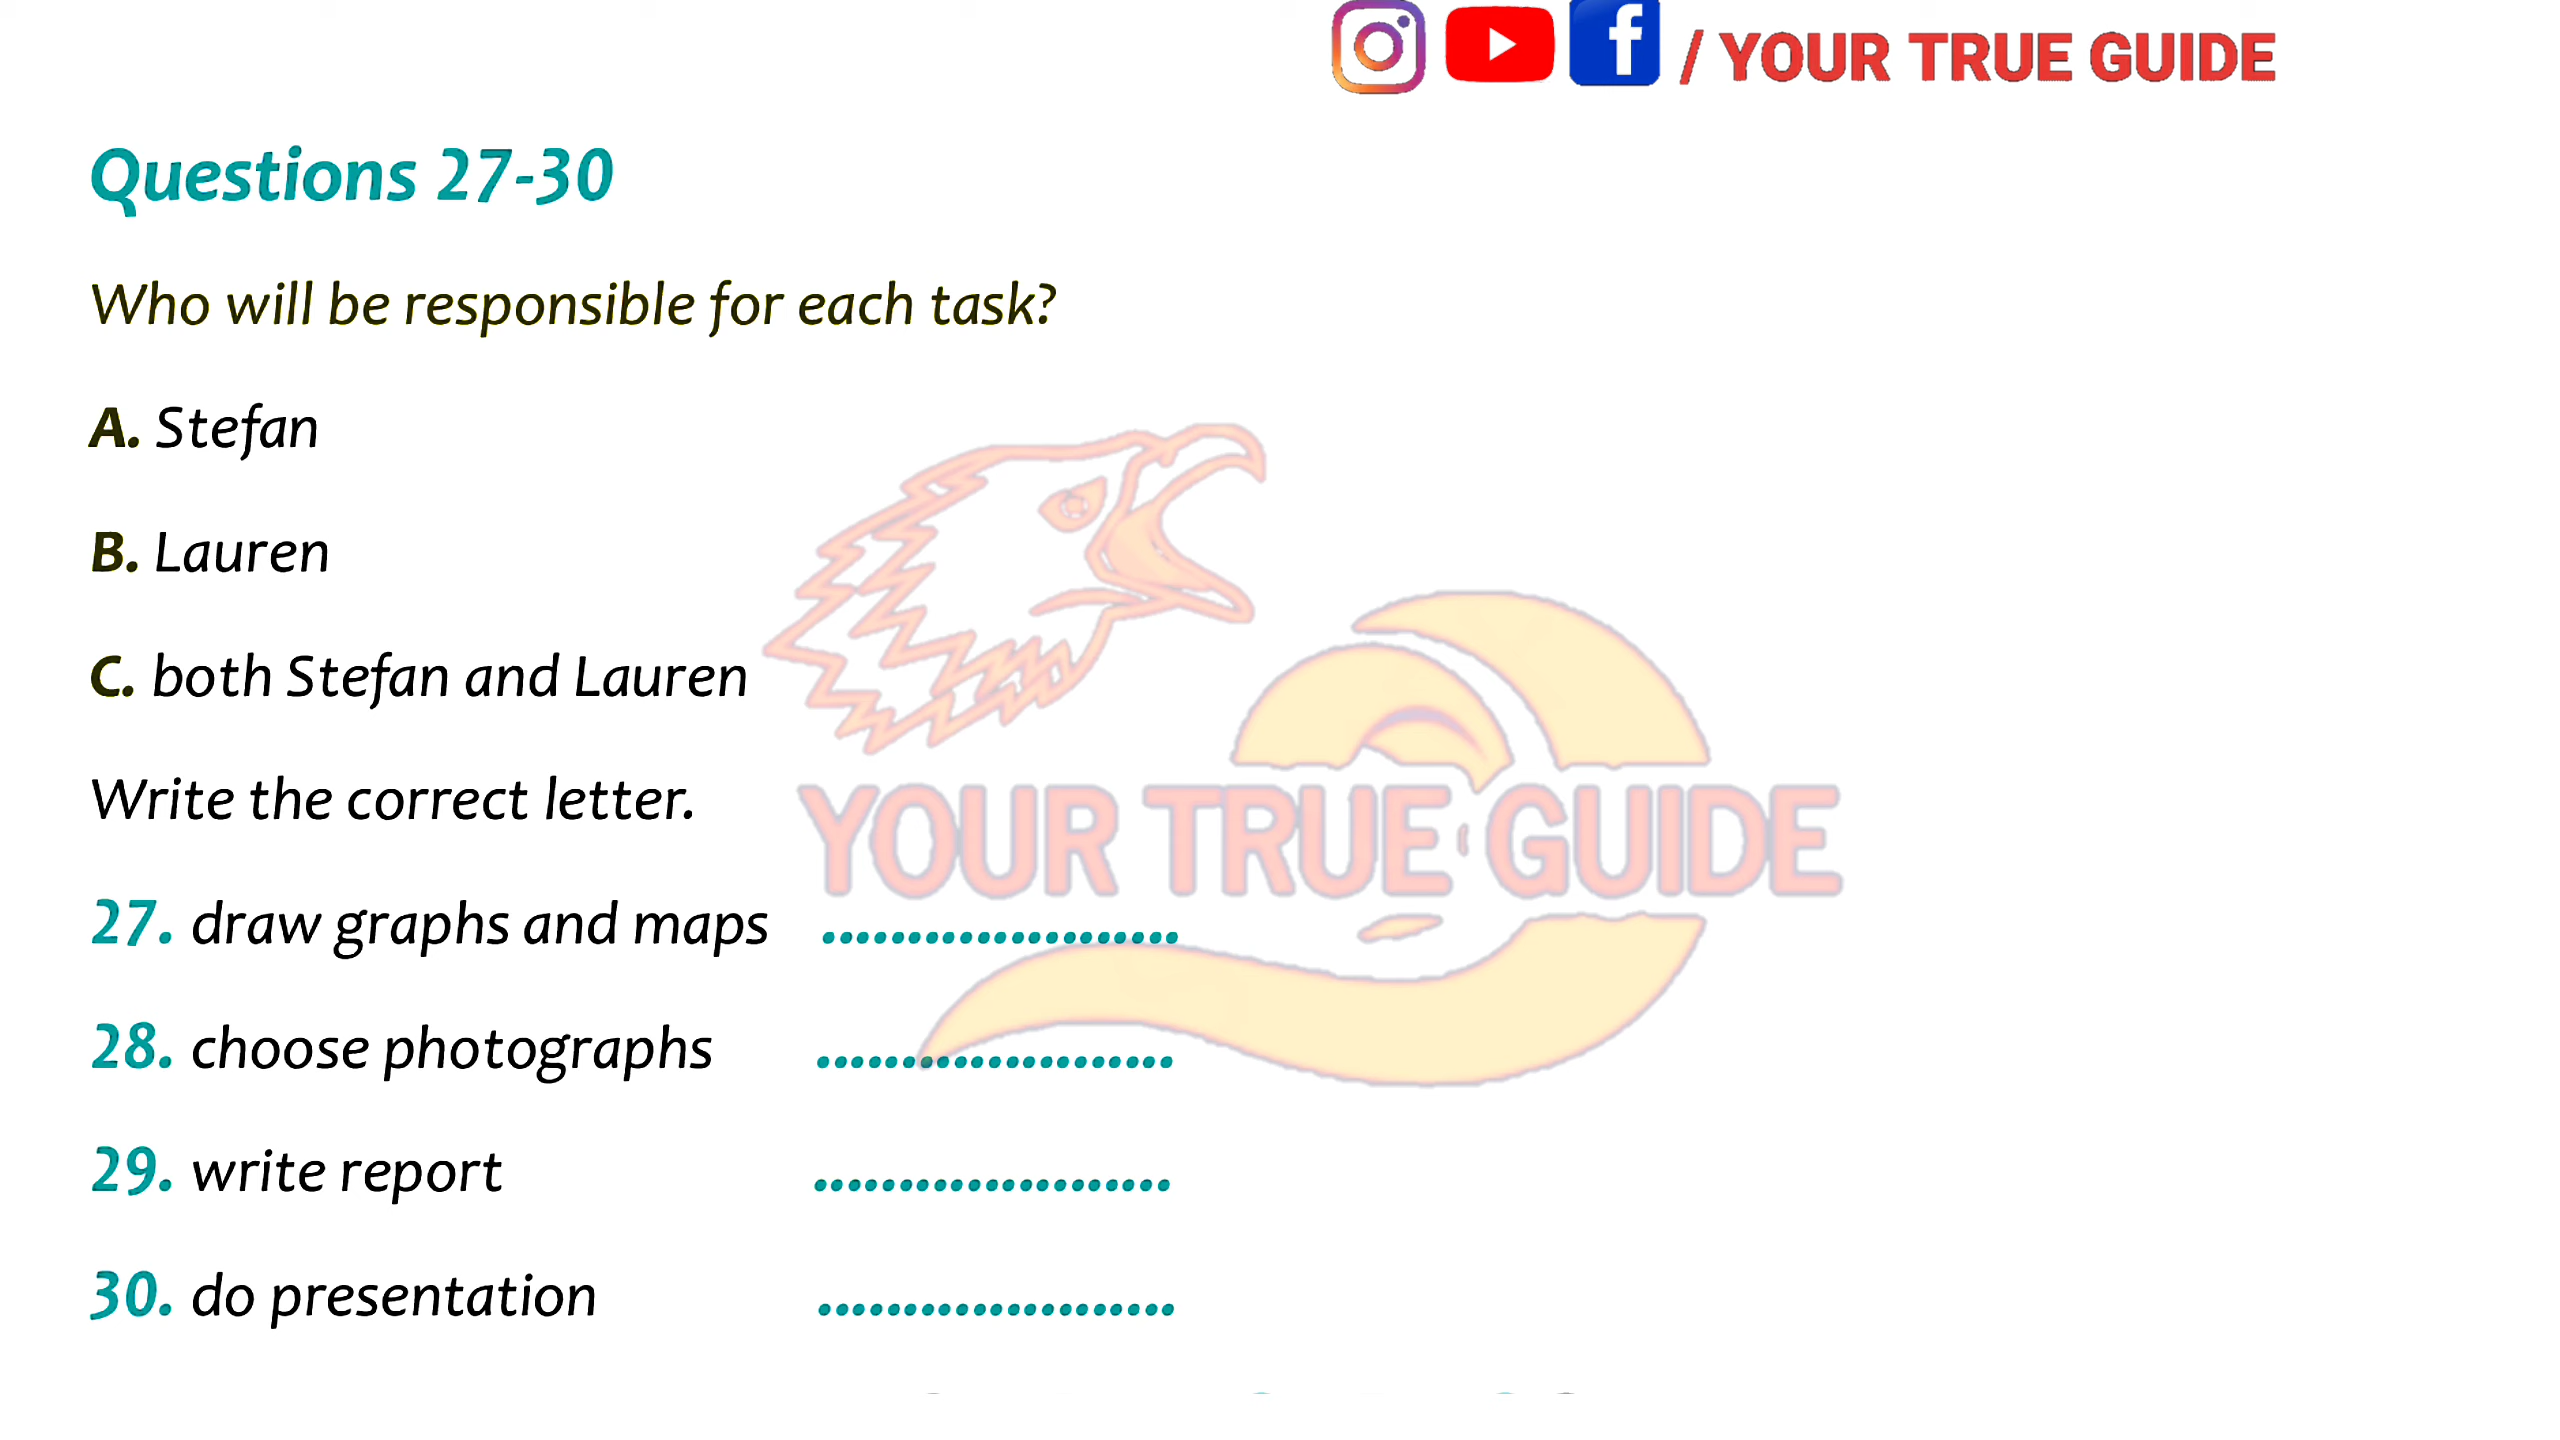 / YOUR TRUE GUIDE
Questions 27-30
Who will be responsible for each task?
A. Stefan
B. Lauren
C. both Stefan and Lauren
Write the correct letter.
YOUR TRUE GUIDE
27. draw graphs and maps .....................
28. choose photographs .....................
29. write report .....................
30. do presentation .....................